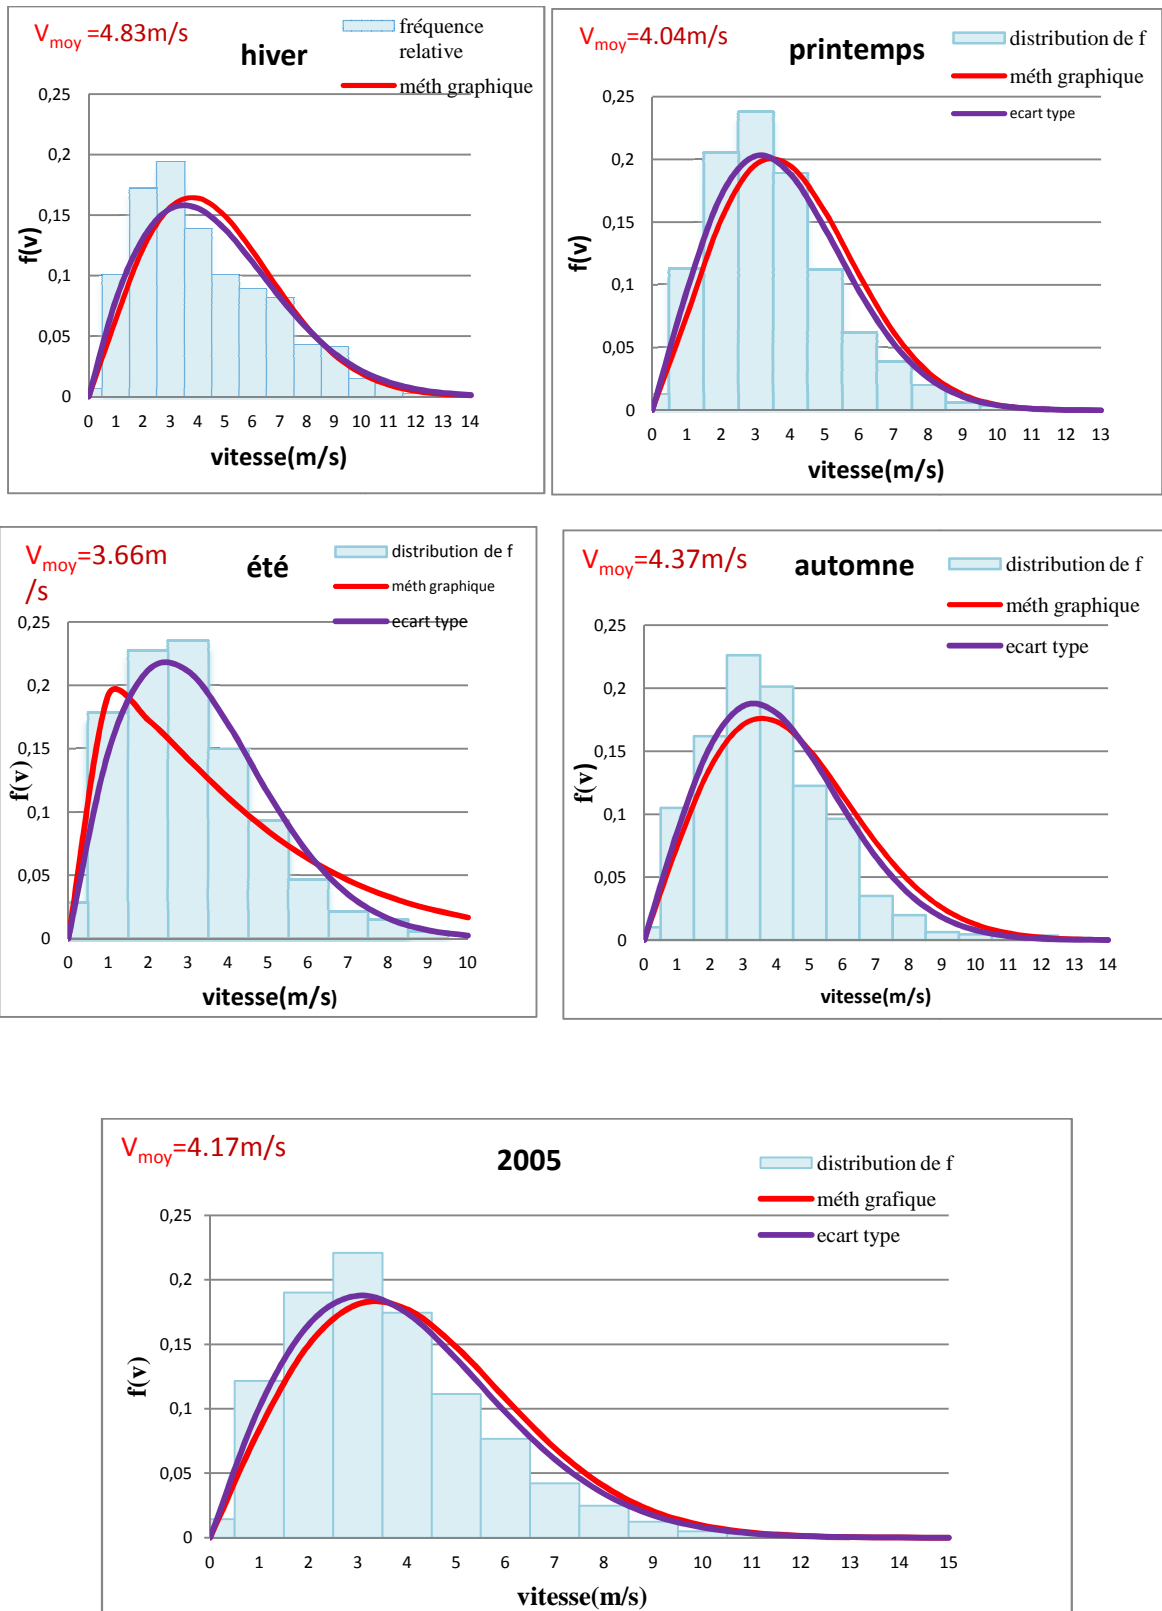 V_moy =4.83m/s
hiver
fréquence
relative
méth graphique
0,25
0,2
0,15
0,1
0,05
0
f(v)
0 1 2 3 4 5 6 7 8 9 10 11 12 13 14
vitesse(m/s)
V_moy=4.04m/s
printemps
distribution de f
méth graphique
ecart type
0,25
0,2
0,15
0,1
0,05
0
f(v)
0 1 2 3 4 5 6 7 8 9 10 11 12 13
vitesse(m/s)
V_moy=3.66m
/s
été
distribution de f
mèth graphique
ecart type
0,25
0,2
0,15
0,1
0,05
0
f(v)
0 1 2 3 4 5 6 7 8 9 10
vitesse(m/s)
V_moy=4.37m/s
automne
distribution de f
méth graphique
ecart type
0,25
0,2
0,15
0,1
0,05
0
f(v)
0 1 2 3 4 5 6 7 8 9 10 11 12 13 14
vitesse(m/s)
V_moy=4.17m/s
2005
distribution de f
méth grafique
ecart type
0,25
0,2
0,15
0,1
0,05
0
f(v)
0 1 2 3 4 5 6 7 8 9 10 11 12 13 14 15
vitesse(m/s)